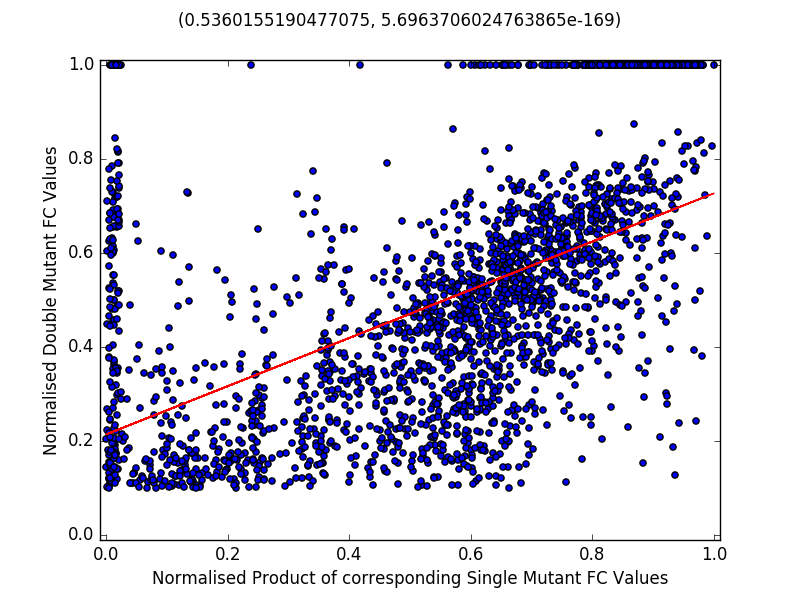 (0.5360155190477075, 5.6963706024763865e-169)
1.0
0.8
0.6
0.4
0.2
0.0
Normalised Double Mutant FC Values
0.0 0.2 0.4 0.6 0.8 1.0
Normalised Product of corresponding Single Mutant FC Values